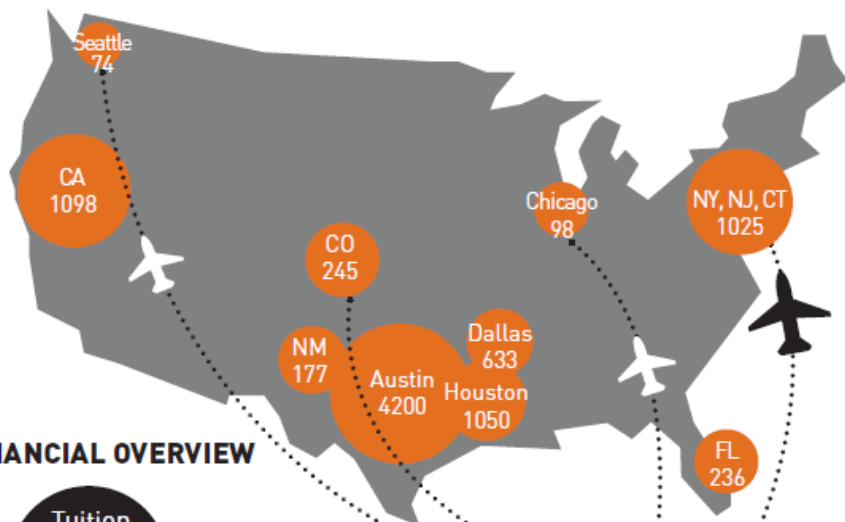 Seattle
74
CA
1098
CO
245
Chicago
98
NY, NJ, CT
1025
NM
177
Austin
4200
Dallas
633
Houston
1050
FL
236
NANCIAL OVERVIEW
Tuition